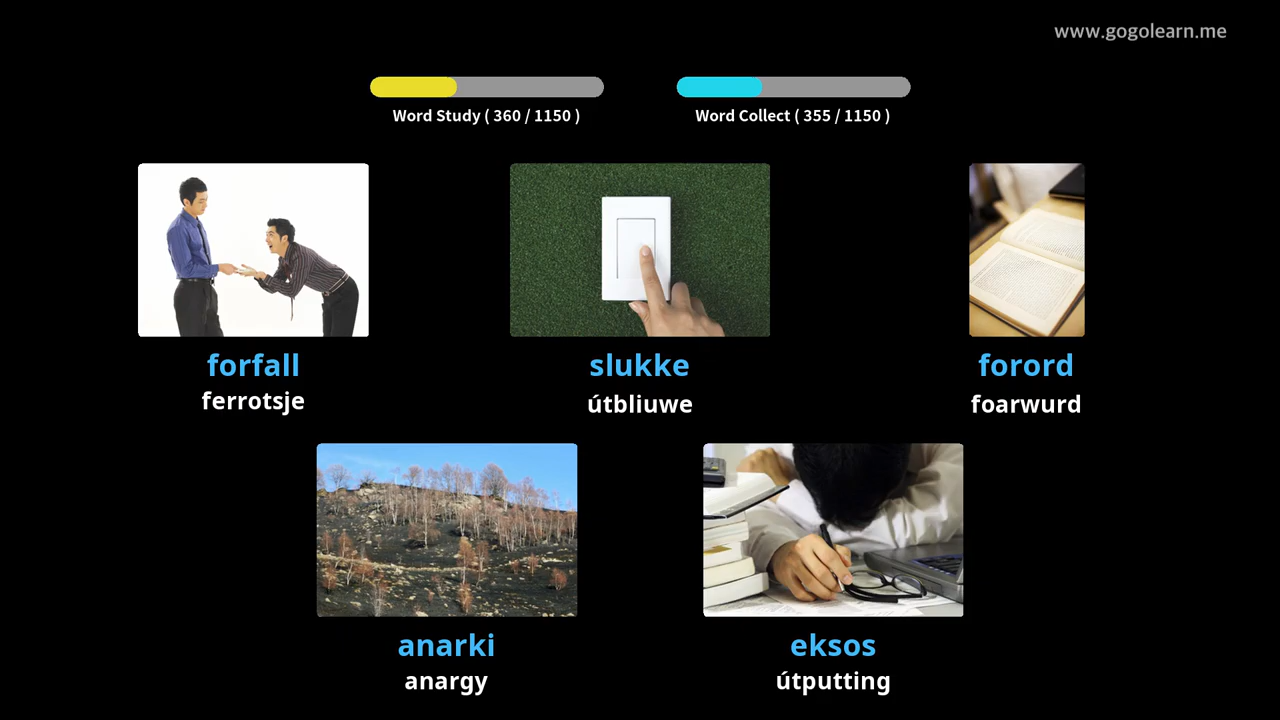 www.gogolearn.me
Word Study ( 360 / 1150 )
Word Collect ( 355 / 1150 )
forfall
ferrotsje
slukke
útbliuwe
forord
foarwurd
anarki
anargy
eksos
útputting